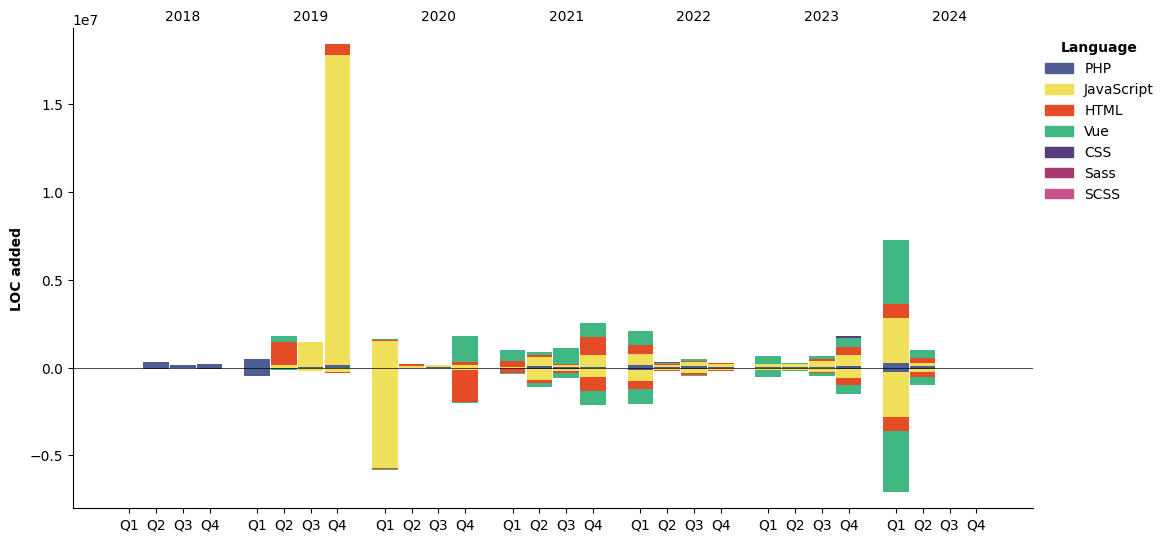 1e7
2018 2019 2020 2021 2022 2023 2024
Language
PHP
JavaScript
HTML
Vue
CSS
Sass
SCSS
LOC added
1.5
1.0
0.5
0.0
−0.5
Q1 Q2 Q3 Q4 Q1 Q2 Q3 Q4 Q1 Q2 Q3 Q4 Q1 Q2 Q3 Q4 Q1 Q2 Q3 Q4 Q1 Q2 Q3 Q4 Q1 Q2 Q3 Q4